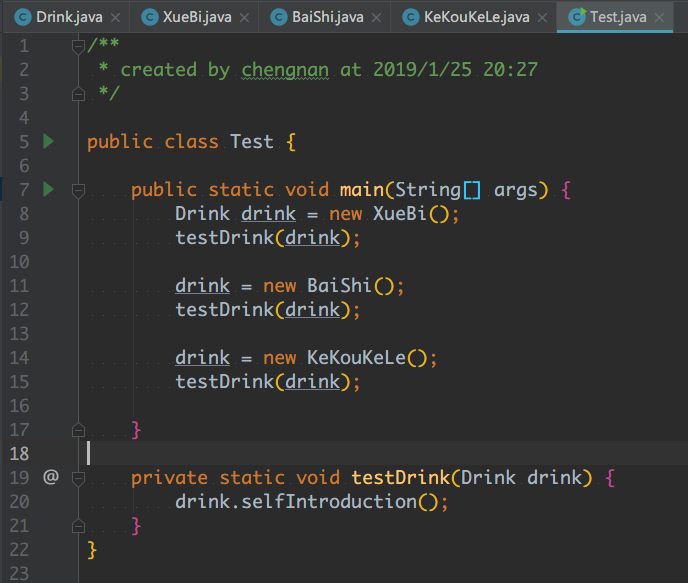 Drink.java × XueBi.java × BaiShi.java × KeKouKeLe.java × Test.java ×
1 /**
2 * created by chengnan at 2019/1/25 20:27
3 */
4
5 public class Test {
6
7 public static void main(String[] args) {
8 Drink drink = new XueBi();
9 testDrink(drink);
10
11 drink = new BaiShi();
12 testDrink(drink);
13
14 drink = new KeKouKeLe();
15 testDrink(drink);
16
17 }
18
19 @ private static void testDrink(Drink drink) {
20 drink.selfIntroduction();
21 }
22 }
23